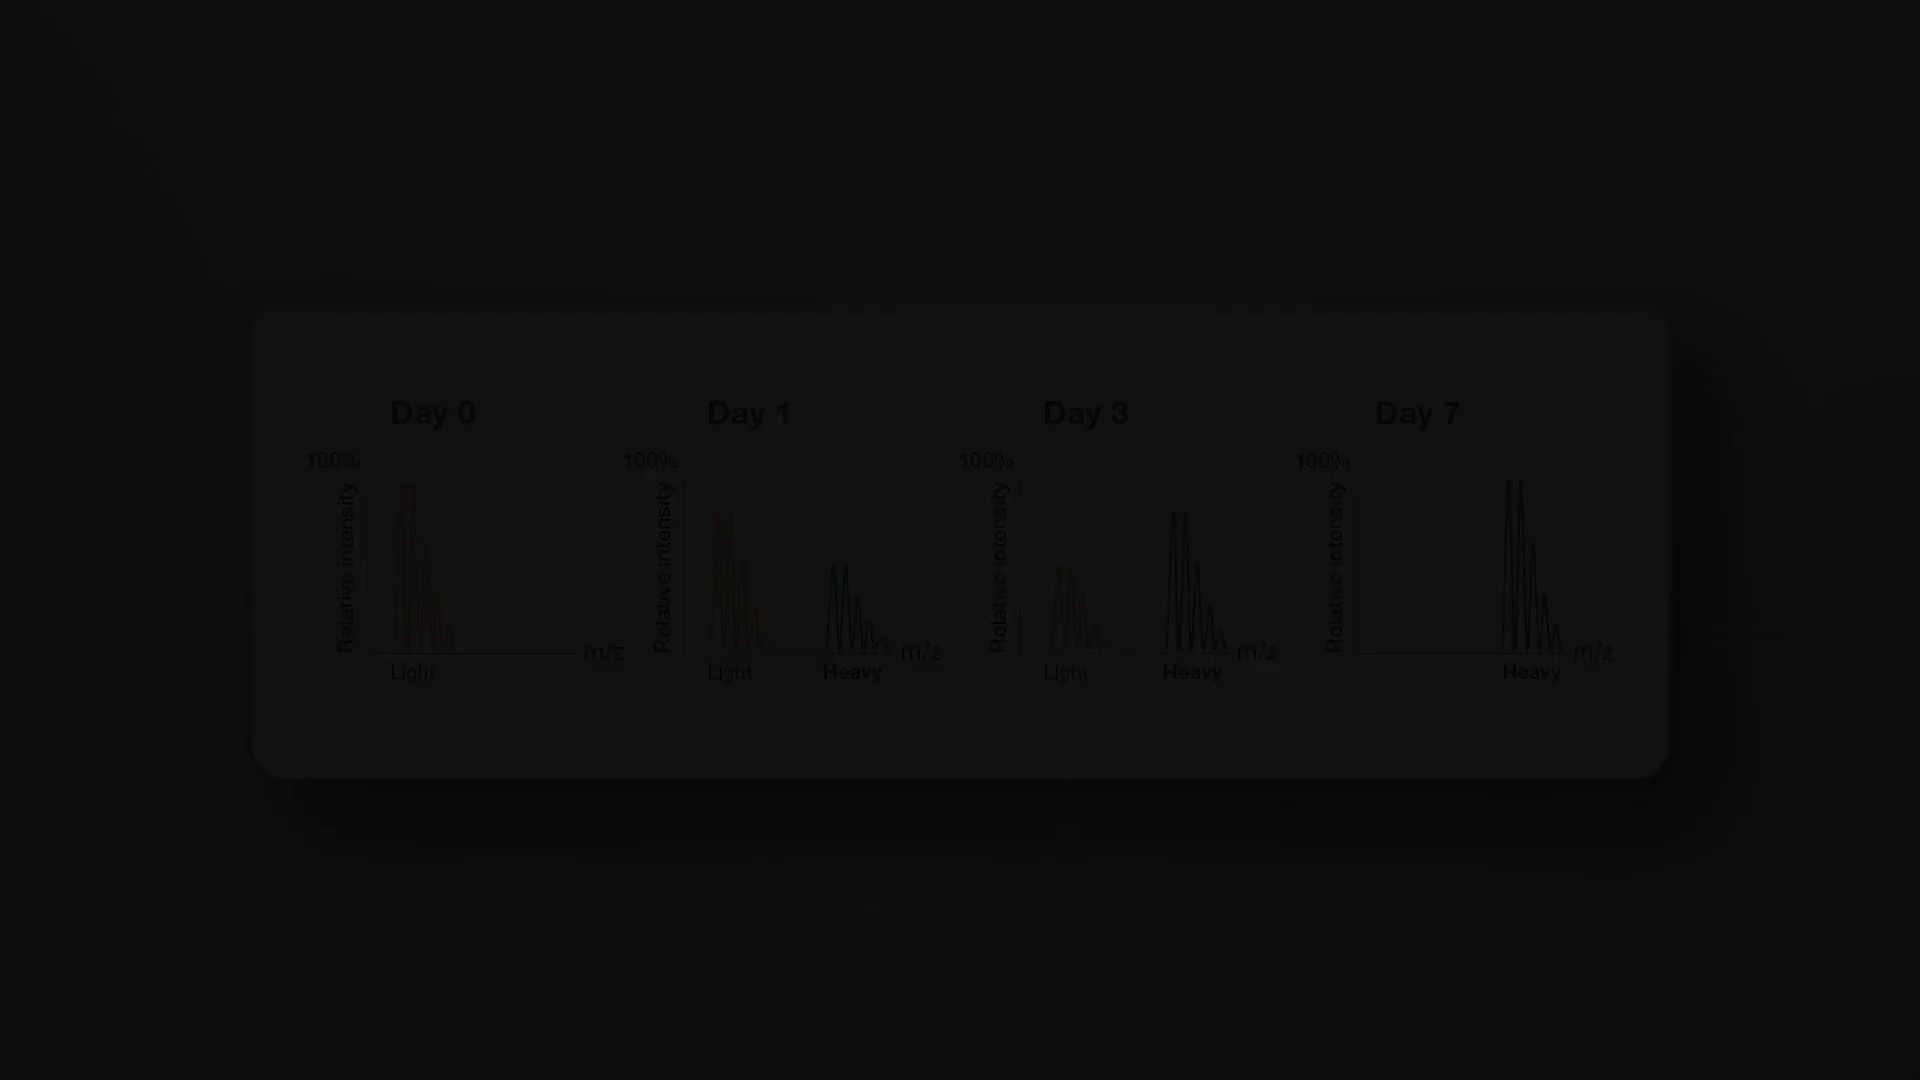 Day 0 Day 1 Day 3 Day 7
100% 100% 100% 100%
Relative intensity Relative intensity Relative intensity Relative intensity
m/z m/z m/z m/z
Light Light Heavy Light Heavy Heavy